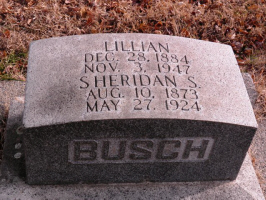 LILLIAN
DEC. 28, 1884
NOV. 3, 1947
SHERIDAN S.
AUG. 10, 1873
MAY 27, 1924
BUSCH